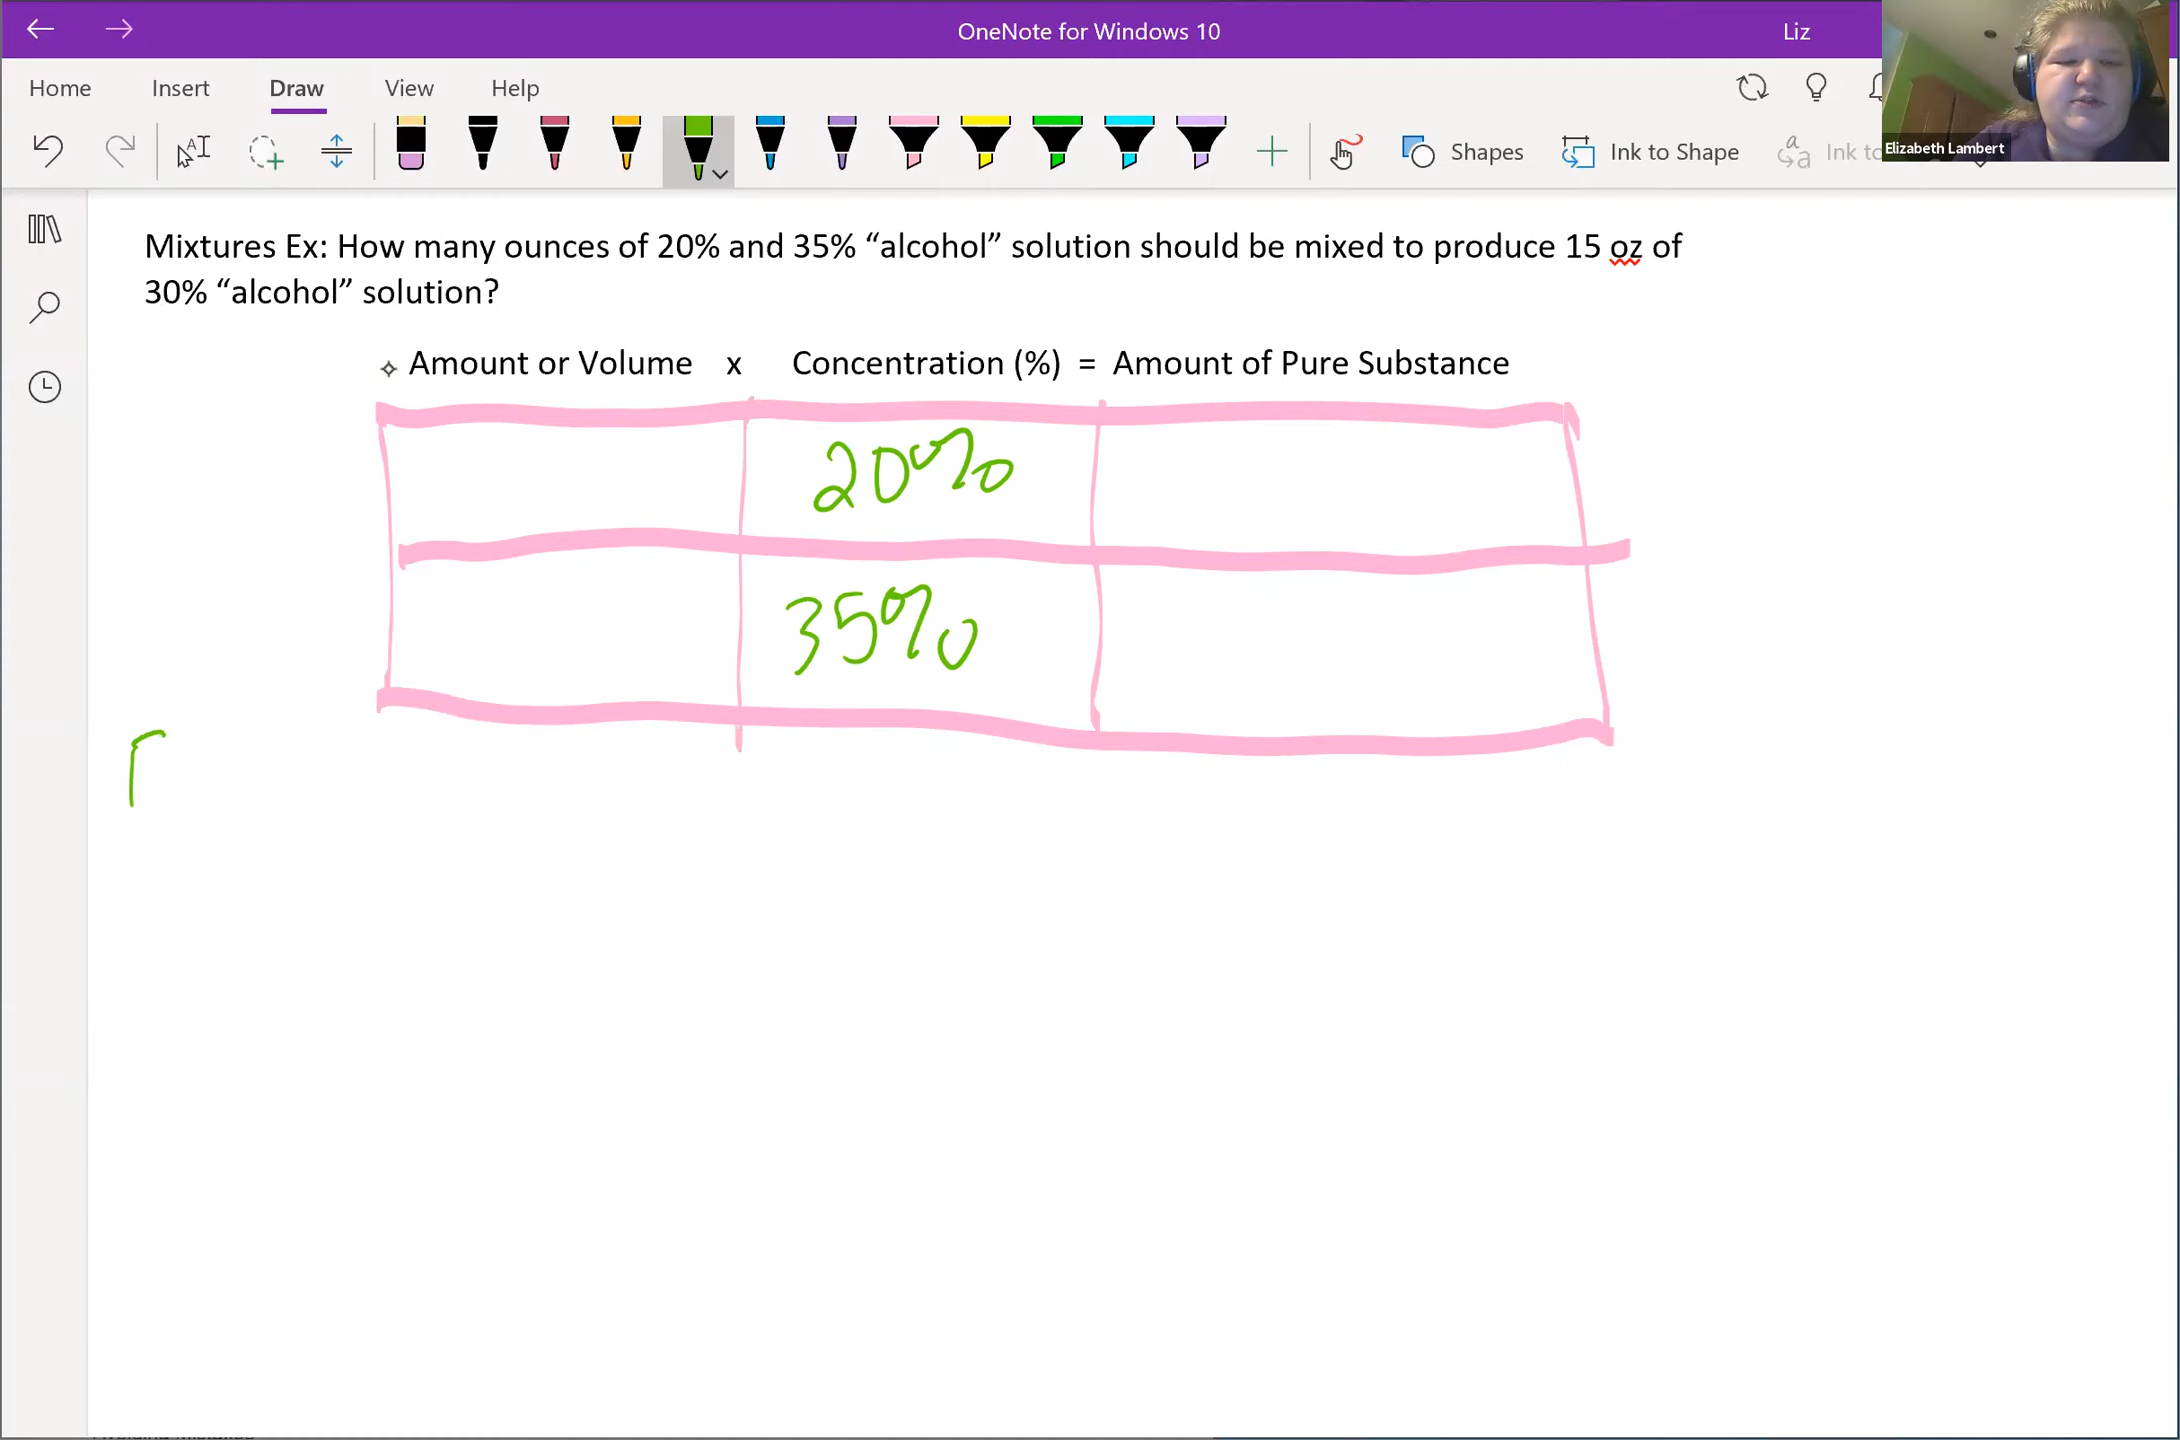 OneNote for Windows 10
Liz
Home Insert Draw View Help
Shapes Ink to Shape
Elizabeth Lambert
Mixtures Ex: How many ounces of 20% and 35% “alcohol” solution should be mixed to produce 15 oz of
30% “alcohol” solution?
Amount or Volume x Concentration (%) = Amount of Pure Substance
20%
35%